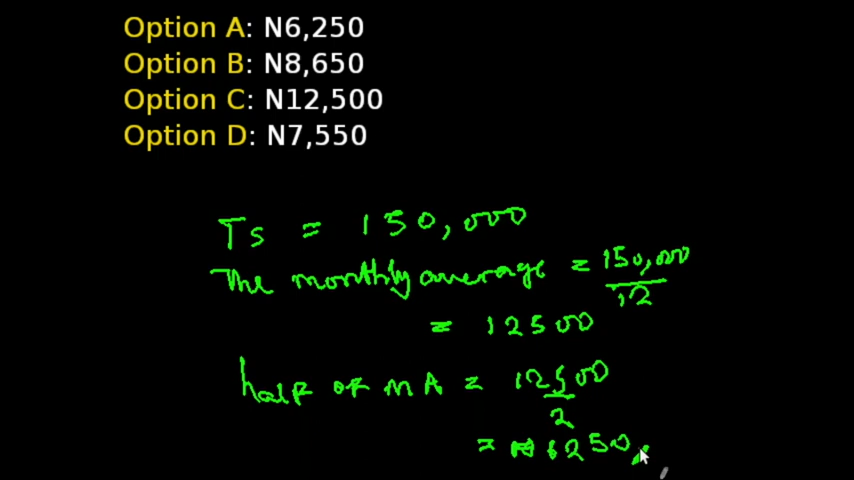 Option A: N6,250
Option B: N8,650
Option C: N12,500
Option D: N7,550
Ts = 150,000
The monthly average = 150,000
12
= 12500
half of MA = 12500
2
= ₦6250